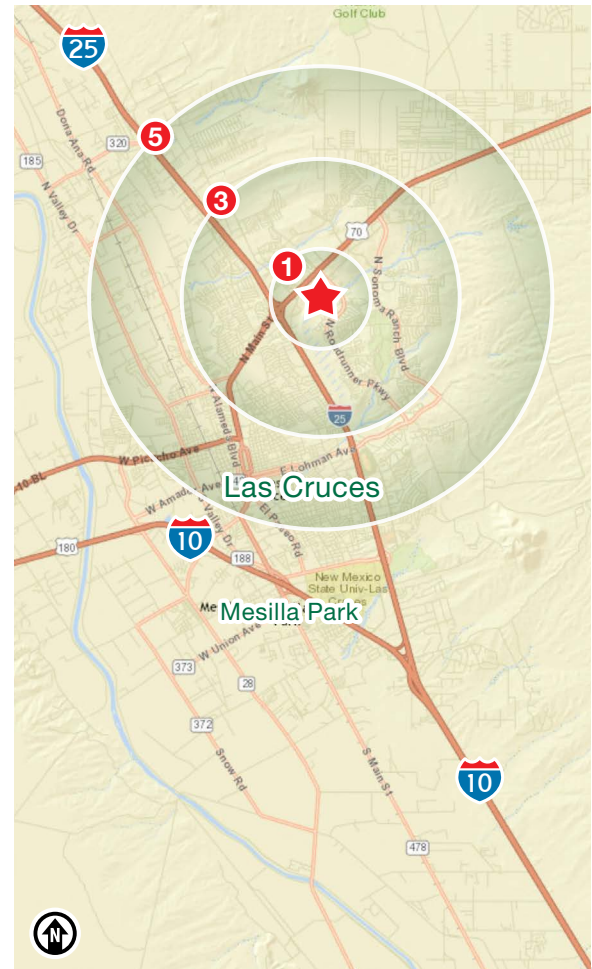 Golf Club
25
Dona Ana Rd
320
5
185
N Valley Dr
3
70
1
N Sonoma
Ranch Blvd
N Main St
N Roadrunner Pkwy
25
N Alameda Blvd
W Picacho Ave
E Lohman Ave
10-BL
W Amador Ave
Las Cruces
El Paseo Rd
Valley Dr
10
180
188
New Mexico
State Univ-Las
Cruces
Mesilla Park
W Union Ave
373
28
372
Snow Rd
S Main St
10
478
N